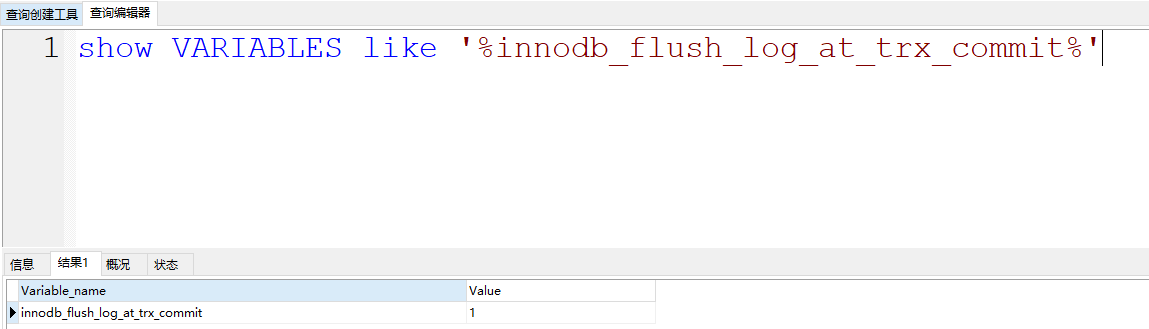 查询创建工具 查询编辑器
1 show VARIABLES like '%innodb_flush_log_at_trx_commit%'
信息 结果1 概况 状态
Variable_name Value
innodb_flush_log_at_trx_commit 1